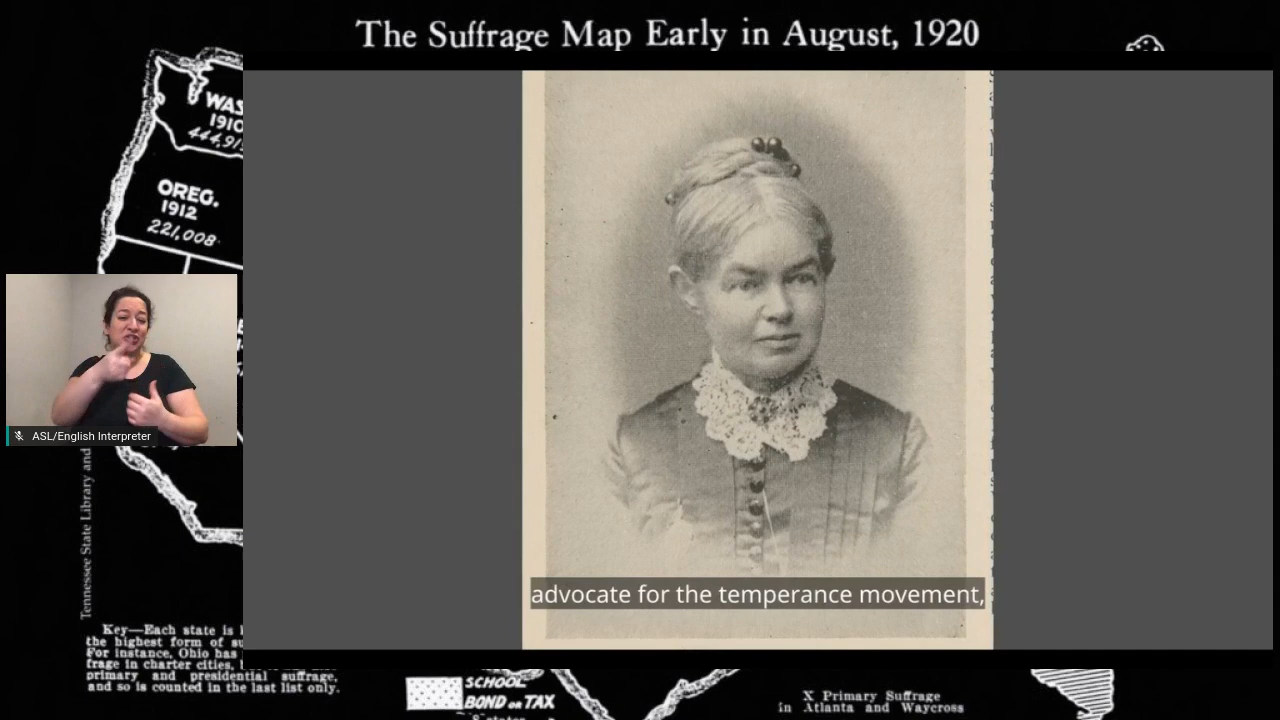 The Suffrage Map Early in August, 1920
WAS
1910
444,91
OREG.
1912
221,008
ASL/English Interpreter
Tennessee State Library and
advocate for the temperance movement,
Key—Each state is
the highest form of su
For instance, Ohio has
frage in charter cities,
primary and presidential suffrage,
and so is counted in the last list only.
SCHOOL
BOND OR TAX
X Primary Suffrage
in Atlanta and Waycross